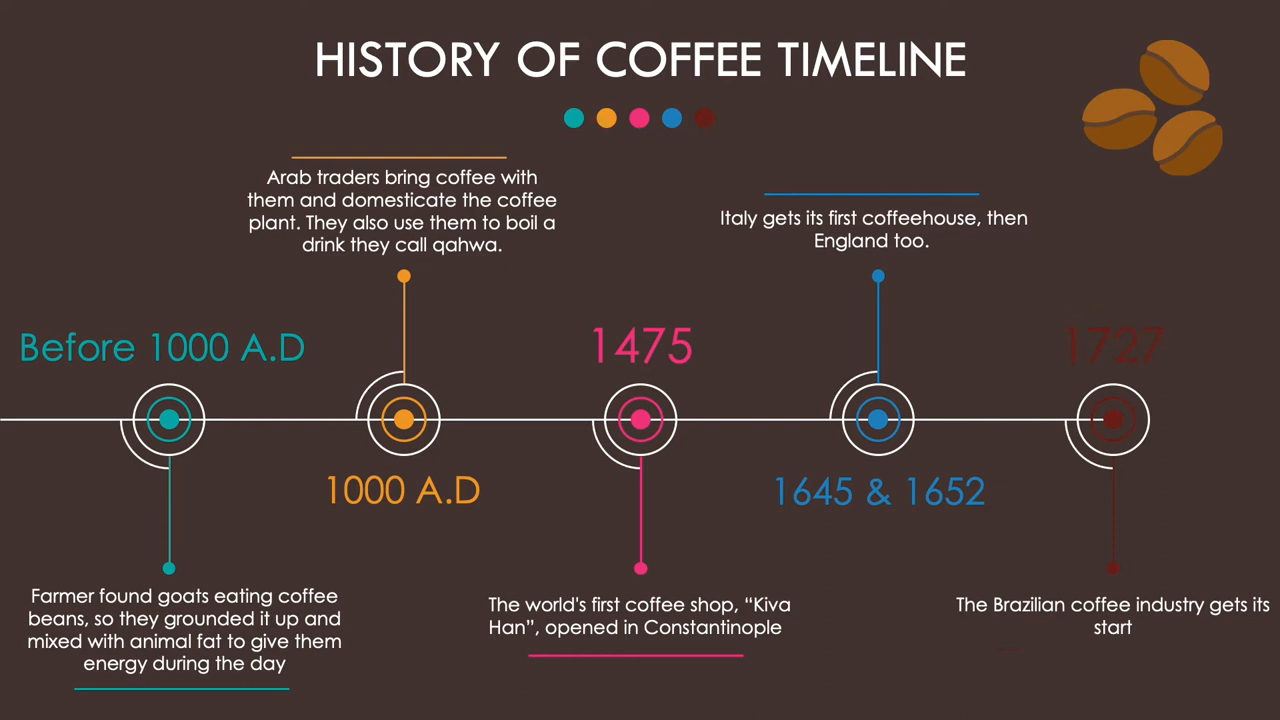 HISTORY OF COFFEE TIMELINE
Before 1000 A.D
Farmer found goats eating coffee
beans, so they grounded it up and
mixed with animal fat to give them
energy during the day
Arab traders bring coffee with
them and domesticate the coffee
plant. They also use them to boil a
drink they call qahwa.
1000 A.D
1475
The world's first coffee shop, “Kiva
Han”, opened in Constantinople
Italy gets its first coffeehouse, then
England too.
1645 & 1652
1727
The Brazilian coffee industry gets its
start